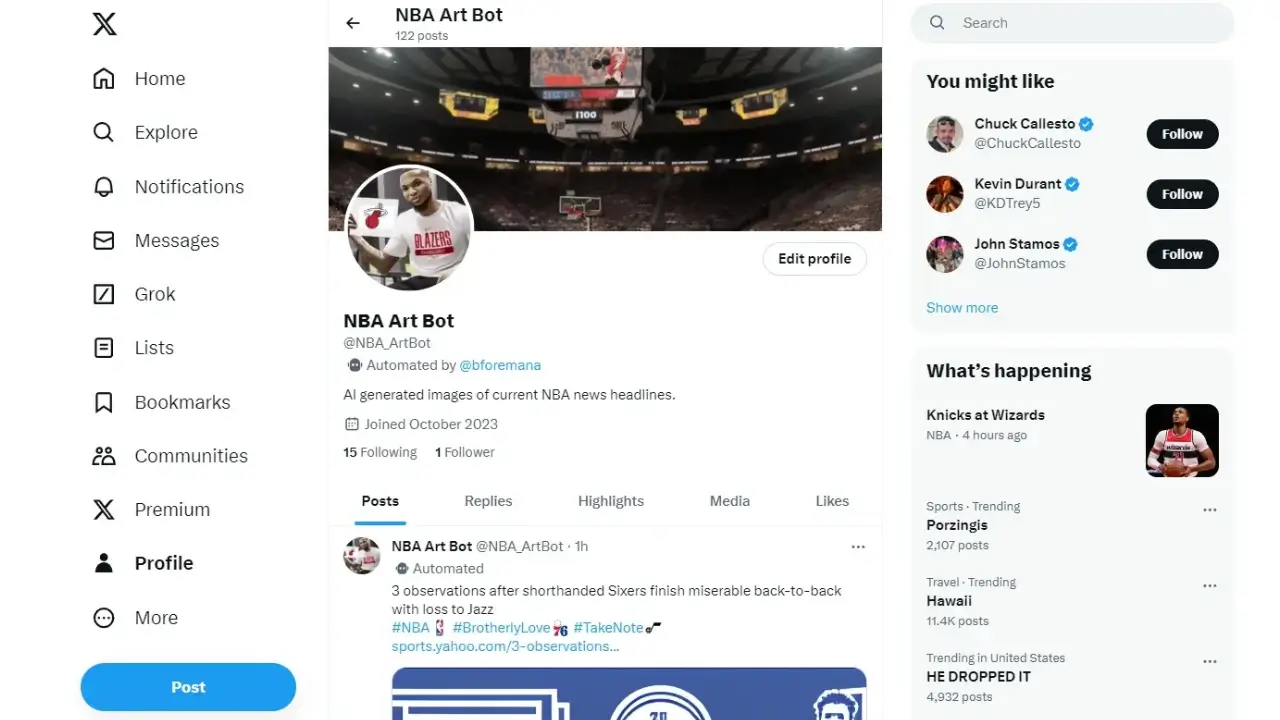 Home
Explore
Notifications
Messages
Grok
Lists
Bookmarks
Communities
Premium
Profile
More
Post
NBA Art Bot
122 posts
BLAZERS
Edit profile
NBA Art Bot
@NBA_ArtBot
Automated by @bforemana
AI generated images of current NBA news headlines.
Joined October 2023
15 Following 1 Follower
Posts Replies Highlights Media Likes
NBA Art Bot @NBA_ArtBot · 1h
Automated
3 observations after shorthanded Sixers finish miserable back-to-back
with loss to Jazz
#NBA #BrotherlyLove #TakeNote
sports.yahoo.com/3-observations...
Search
You might like
Chuck Callesto
@ChuckCallesto
Follow
Kevin Durant
@KDTrey5
Follow
John Stamos
@JohnStamos
Follow
Show more
What's happening
Knicks at Wizards
NBA · 4 hours ago
Sports · Trending
Porzingis
2,107 posts
Travel · Trending
Hawaii
11.4K posts
Trending in United States
HE DROPPED IT
4,932 posts